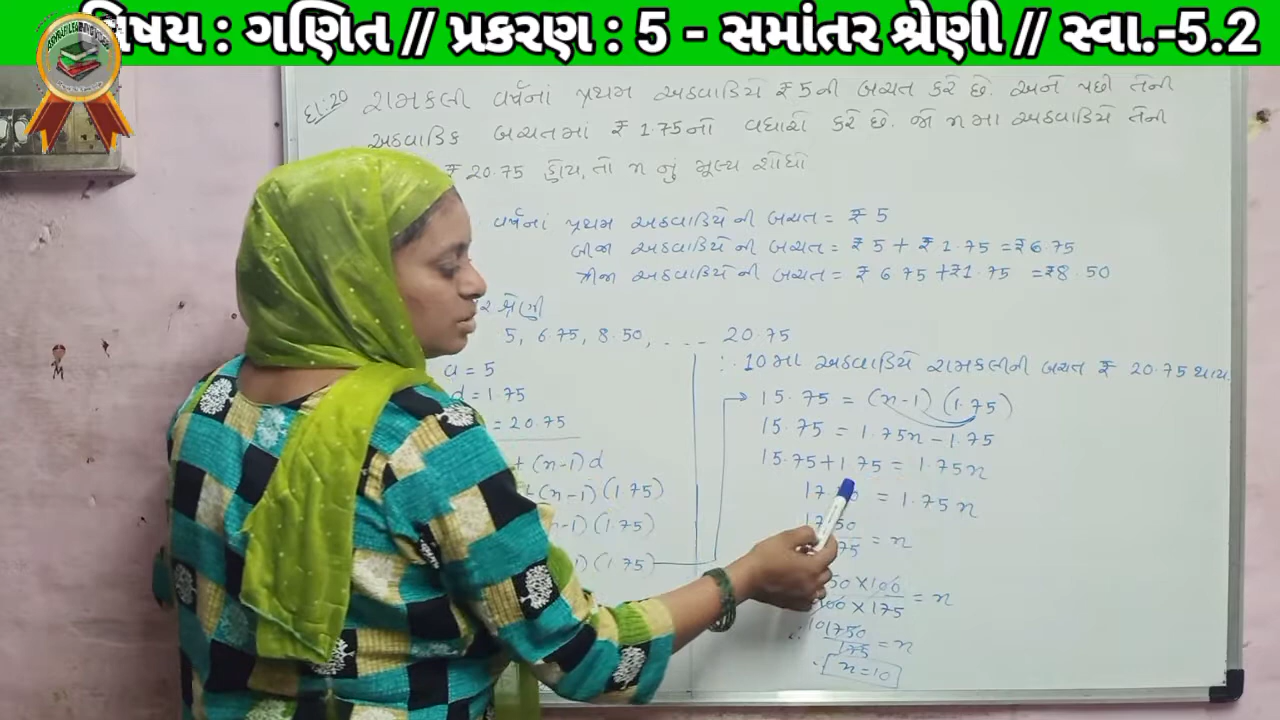 વિષય : ગણિત // પ્રકરણ : 5 - સમાંતર શ્રેણી // સ્વા.-5.2
દા:20 રામકલી વર્ષનાં પ્રથમ અઠવાડિયે ₹ 5ની બચત કરે છે. અને પછી તેની
અઠવાડિક બચતમાં ₹ 1.75નો વધારો કરે છે. જો n મા અઠવાડિયે તેની
₹ 20.75 હોય, તો n નું મૂલ્ય શોધો
વર્ષનાં પ્રથમ અઠવાડિયે ની બચત = ₹ 5
બીજા અઠવાડિયે ની બચત = ₹ 5 + ₹ 1.75 = ₹6.75
ત્રીજા અઠવાડિયે ની બચત = ₹ 6 75 + ₹1.75 = ₹8.50
શ્રેણી
5, 6.75, 8.50, . - - - 20.75
a = 5
d = 1.75
= 20.75
+ (n-1) d
(n-1) (1.75)
n-1) (1.75)
) (1.75)
∴ 10મા અઠવાડિયે રામકલીની બચત ₹ 20.75 થાય.
15.75 = (n-1) (1.75)
15.75 = 1.75n - 1.75
15.75 + 1.75 = 1.75n
= 1.75n
= n
50 X 100
100 X 175 = n
∴ 1750
175 = n
n = 10